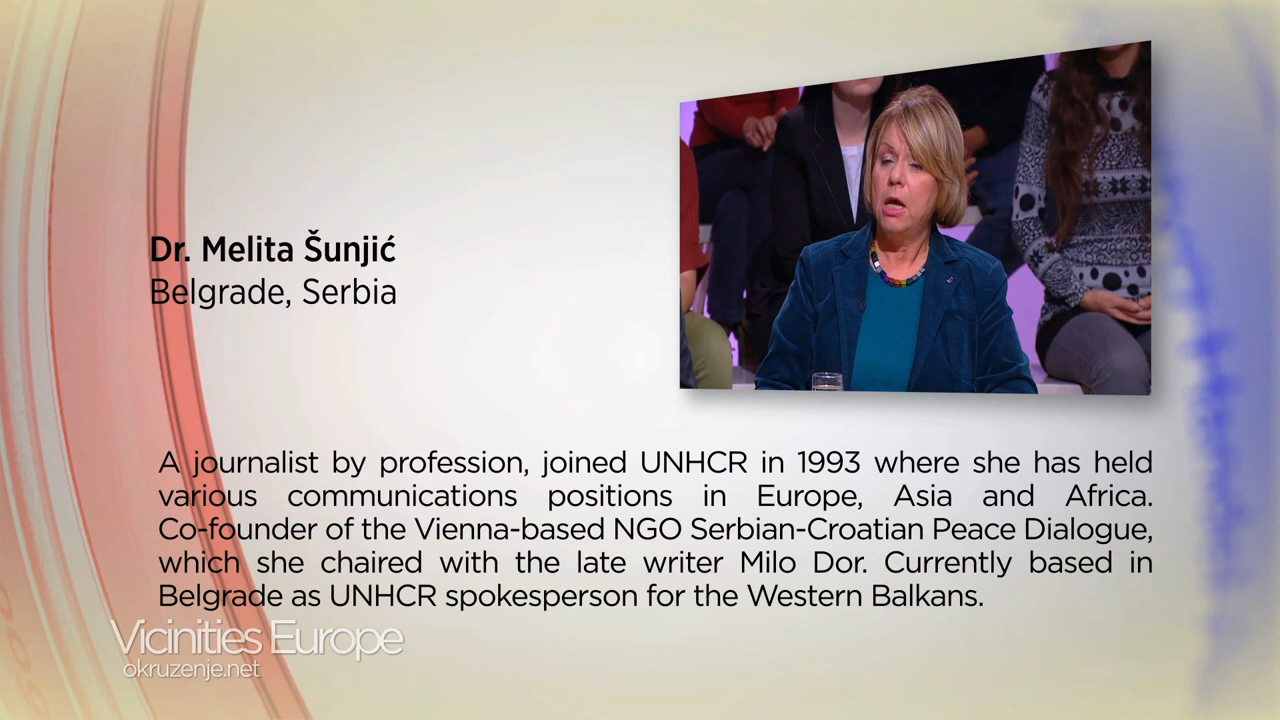 Dr. Melita Šunjić
Belgrade, Serbia
A journalist by profession, joined UNHCR in 1993 where she has held
various communications positions in Europe, Asia and Africa.
Co-founder of the Vienna-based NGO Serbian-Croatian Peace Dialogue,
which she chaired with the late writer Milo Dor. Currently based in
Belgrade as UNHCR spokesperson for the Western Balkans.
Vicinities Europe
okruzenje.net